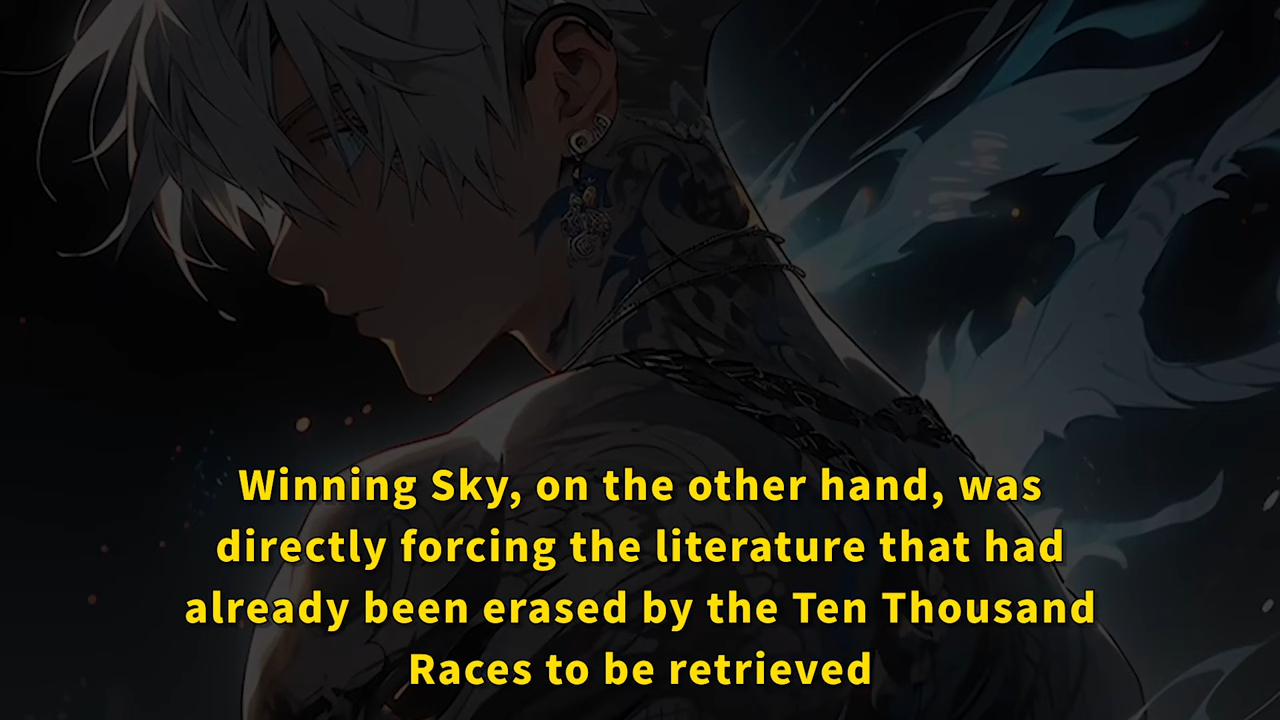 Winning Sky, on the other hand, was
directly forcing the literature that had
already been erased by the Ten Thousand
Races to be retrieved